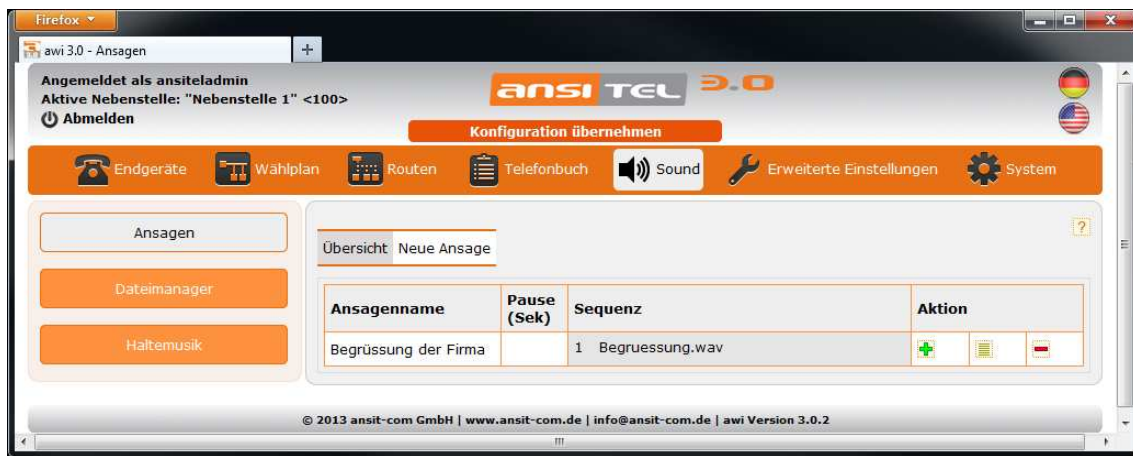 Firefox
awi 3.0 - Ansagen
Angemeldet als ansiteladmin
Aktive Nebenstelle: "Nebenstelle 1" <100>
Abmelden
ansi TEL 3.0
Konfiguration übernehmen
Endgeräte Wählplan Routen Telefonbuch Sound Erweiterte Einstellungen System
Ansagen
Dateimanager
Haltemusik
?
Übersicht Neue Ansage
Ansagenname Pause (Sek) Sequenz Aktion
Begrüssung der Firma 1 Begruessung.wav
© 2013 ansit-com GmbH | www.ansit-com.de | info@ansit-com.de | awi Version 3.0.2